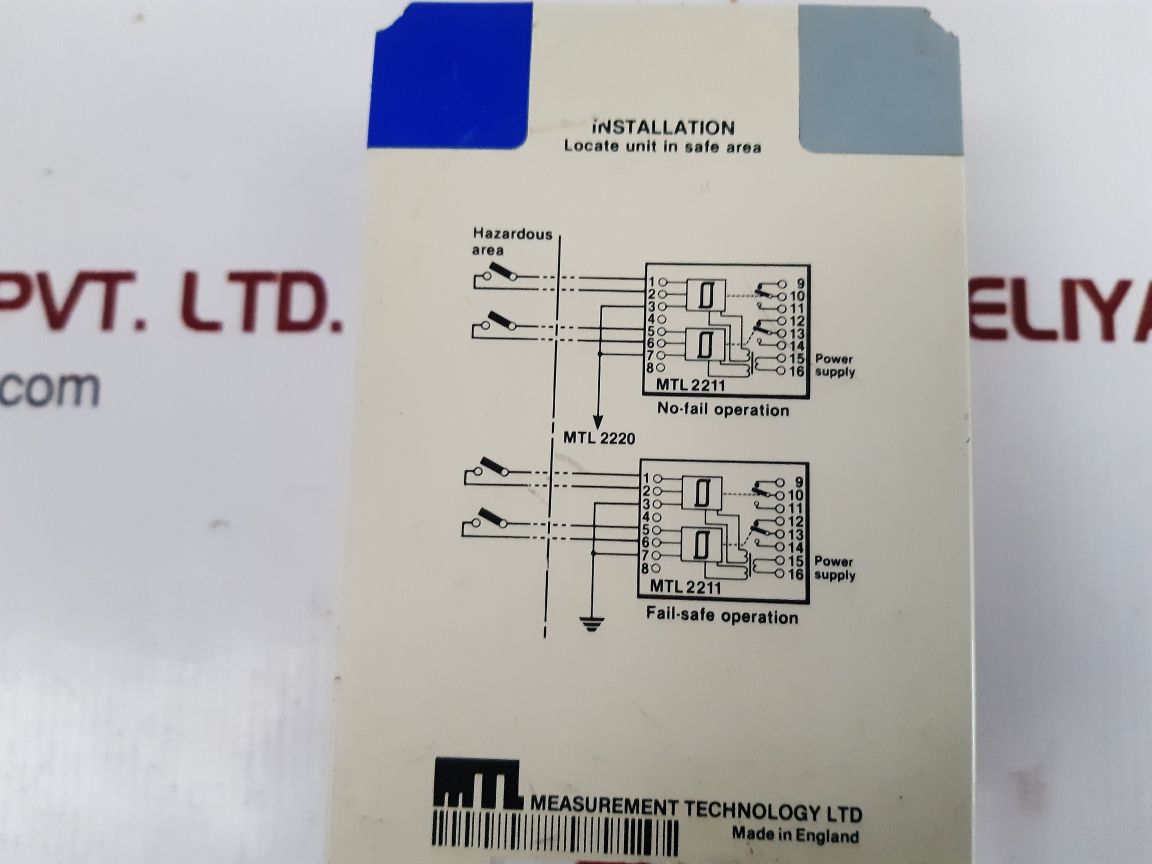 INSTALLATION
Locate unit in safe area
Hazardous
area
1
2
3
4
5
6
7
8
9
10
11
12
13
14
15
16
Power
supply
MTL 2211
No-fail operation
MTL 2220
1
2
3
4
5
6
7
8
9
10
11
12
13
14
15
16
Power
supply
MTL 2211
Fail-safe operation
MTL MEASUREMENT TECHNOLOGY LTD
Made in England
PVT. LTD.
ELIYA
com